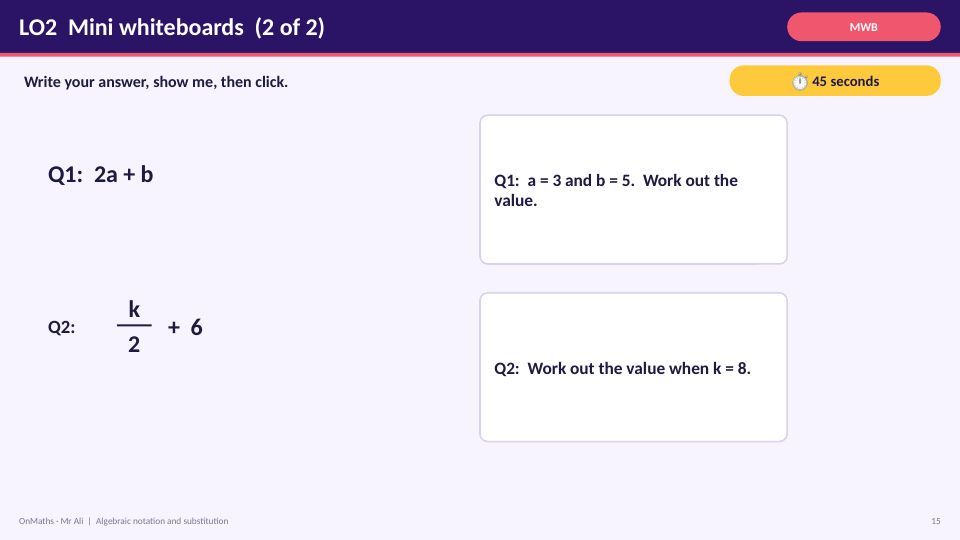 LO2  Mini whiteboards  (2 of 2)
MWB
Write your answer, show me, then click.
⏱️ 45 seconds
Q1:  2a + b
Q1:  a = 3 and b = 5.  Work out the
value.
Q2:
k
2
+  6
Q2:  Work out the value when k = 8.
OnMaths - Mr Ali  |  Algebraic notation and substitution
15